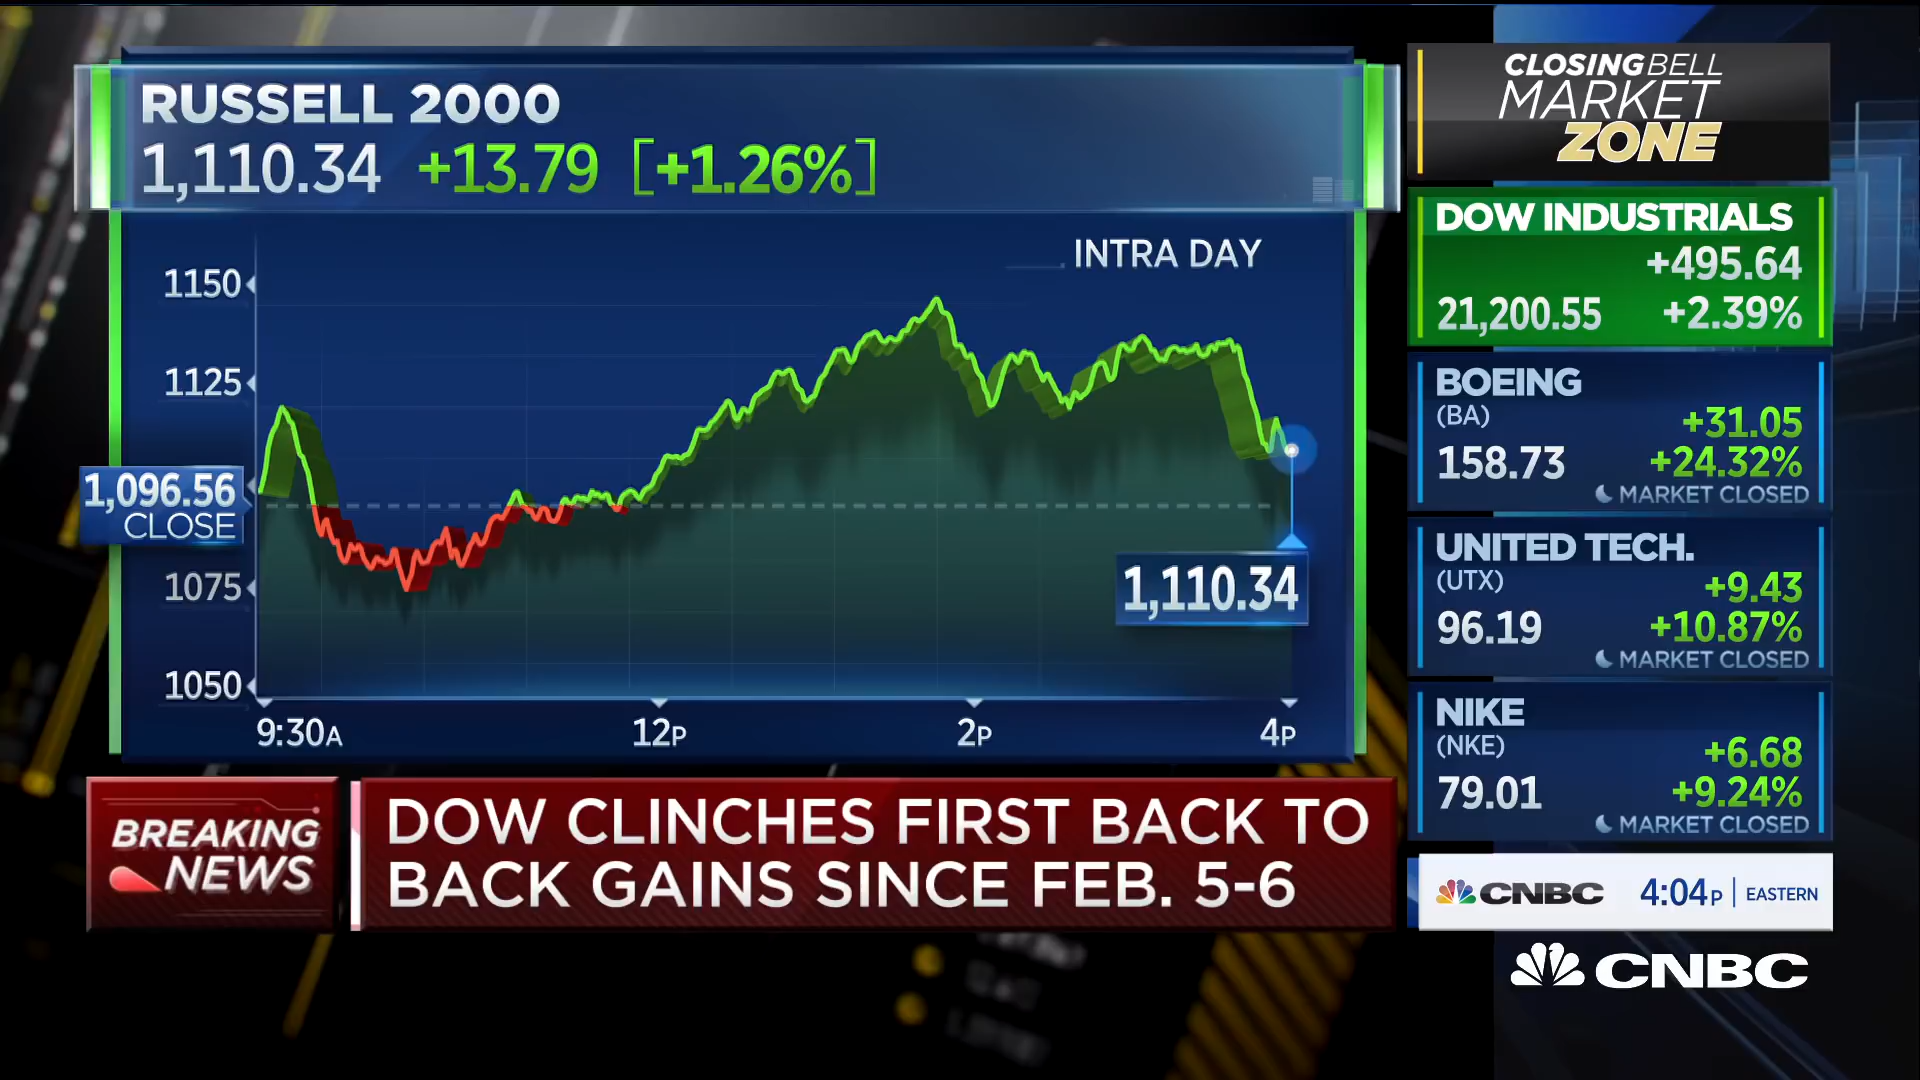 RUSSELL 2000
1,110.34 +13.79 [+1.26%]
INTRA DAY
1150
1125
1,096.56
CLOSE
1075
1050
1,110.34
9:30A 12P 2P 4P
BREAKING
NEWS
DOW CLINCHES FIRST BACK TO
BACK GAINS SINCE FEB. 5-6
CLOSING BELL
MARKET
ZONE
DOW INDUSTRIALS
+495.64
21,200.55 +2.39%
BOEING
(BA) +31.05
158.73 +24.32%
MARKET CLOSED
UNITED TECH.
(UTX) +9.43
96.19 +10.87%
MARKET CLOSED
NIKE
(NKE) +6.68
79.01 +9.24%
MARKET CLOSED
CNBC 4:04P | EASTERN
CNBC